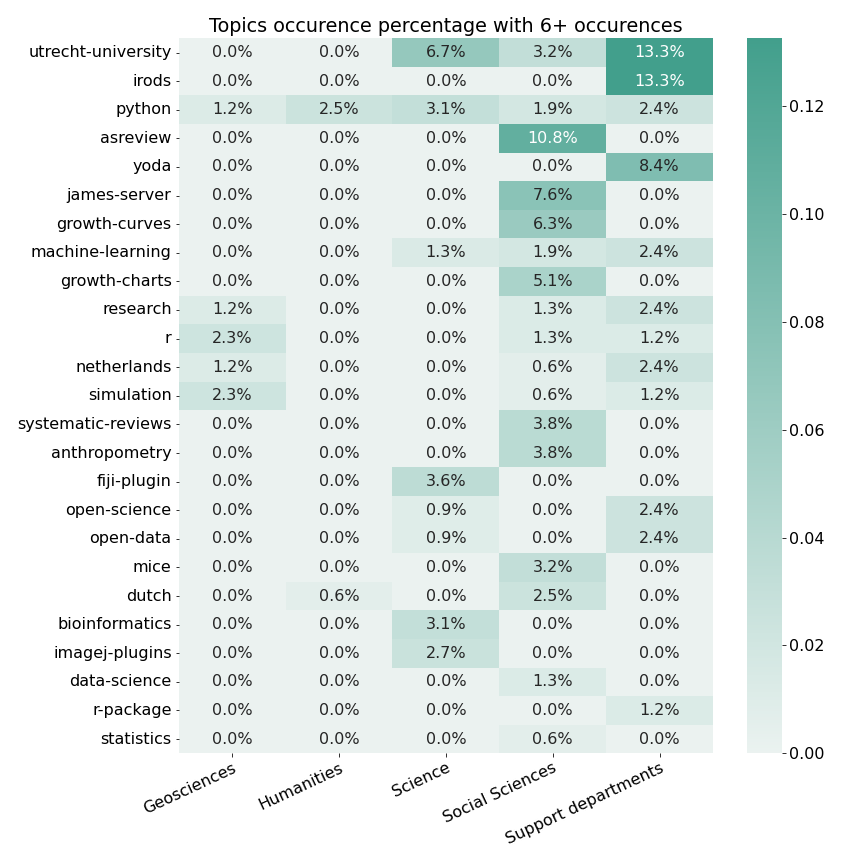 Topics occurence percentage with 6+ occurences
utrecht-university 0.0% 0.0% 6.7% 3.2% 13.3%
irods 0.0% 0.0% 0.0% 0.0% 13.3%
python 1.2% 2.5% 3.1% 1.9% 2.4%
asreview 0.0% 0.0% 0.0% 10.8% 0.0%
yoda 0.0% 0.0% 0.0% 0.0% 8.4%
james-server 0.0% 0.0% 0.0% 7.6% 0.0%
growth-curves 0.0% 0.0% 0.0% 6.3% 0.0%
machine-learning 0.0% 0.0% 1.3% 1.9% 2.4%
growth-charts 0.0% 0.0% 0.0% 5.1% 0.0%
research 1.2% 0.0% 0.0% 1.3% 2.4%
r 2.3% 0.0% 0.0% 1.3% 1.2%
netherlands 1.2% 0.0% 0.0% 0.6% 2.4%
simulation 2.3% 0.0% 0.0% 0.6% 1.2%
systematic-reviews 0.0% 0.0% 0.0% 3.8% 0.0%
anthropometry 0.0% 0.0% 0.0% 3.8% 0.0%
fiji-plugin 0.0% 0.0% 3.6% 0.0% 0.0%
open-science 0.0% 0.0% 0.9% 0.0% 2.4%
open-data 0.0% 0.0% 0.9% 0.0% 2.4%
mice 0.0% 0.0% 0.0% 3.2% 0.0%
dutch 0.0% 0.6% 0.0% 2.5% 0.0%
bioinformatics 0.0% 0.0% 3.1% 0.0% 0.0%
imagej-plugins 0.0% 0.0% 2.7% 0.0% 0.0%
data-science 0.0% 0.0% 0.0% 1.3% 0.0%
r-package 0.0% 0.0% 0.0% 0.0% 1.2%
statistics 0.0% 0.0% 0.0% 0.6% 0.0%
Geosciences
Humanities
Science
Social Sciences
Support departments
0.12
0.10
0.08
0.06
0.04
0.02
0.00